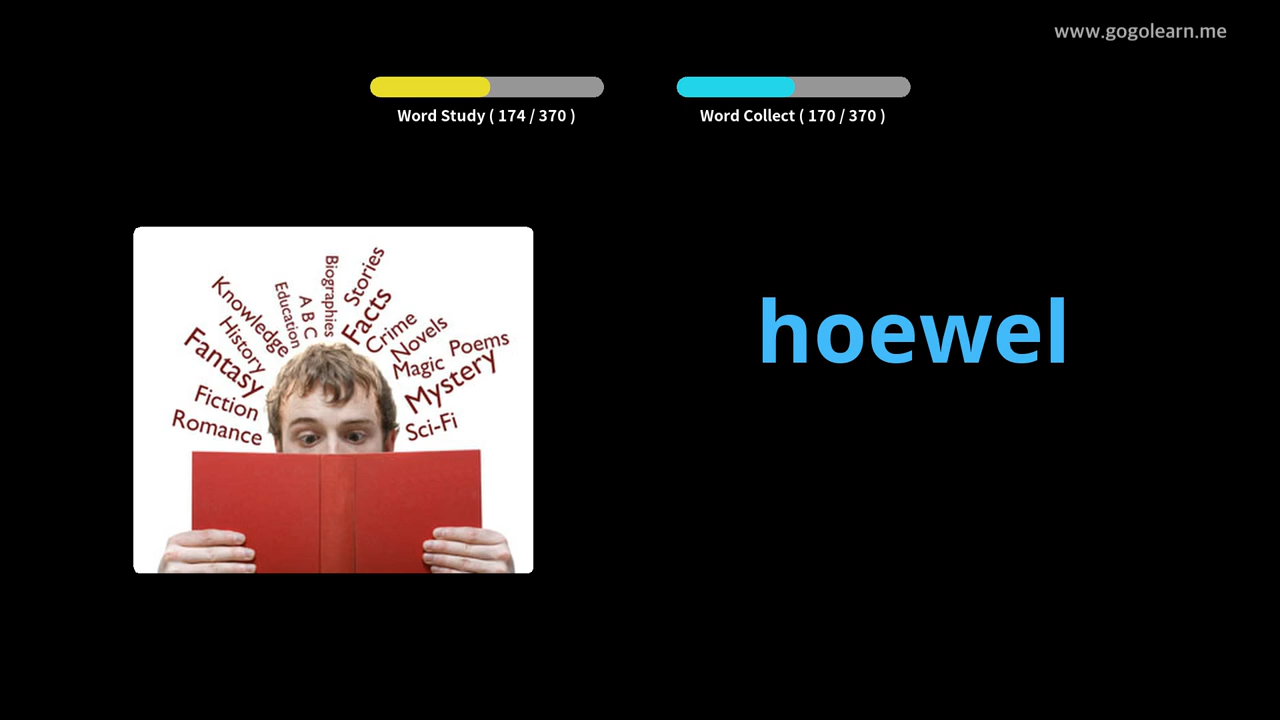 www.gogolearn.me
Word Study ( 174 / 370 )
Word Collect ( 170 / 370 )
hoewel
Knowledge
Education
A B C
Biographies
Stories
History
Facts
Crime
Novels
Poems
Fantasy
Magic
Mystery
Fiction
Romance
Sci-Fi